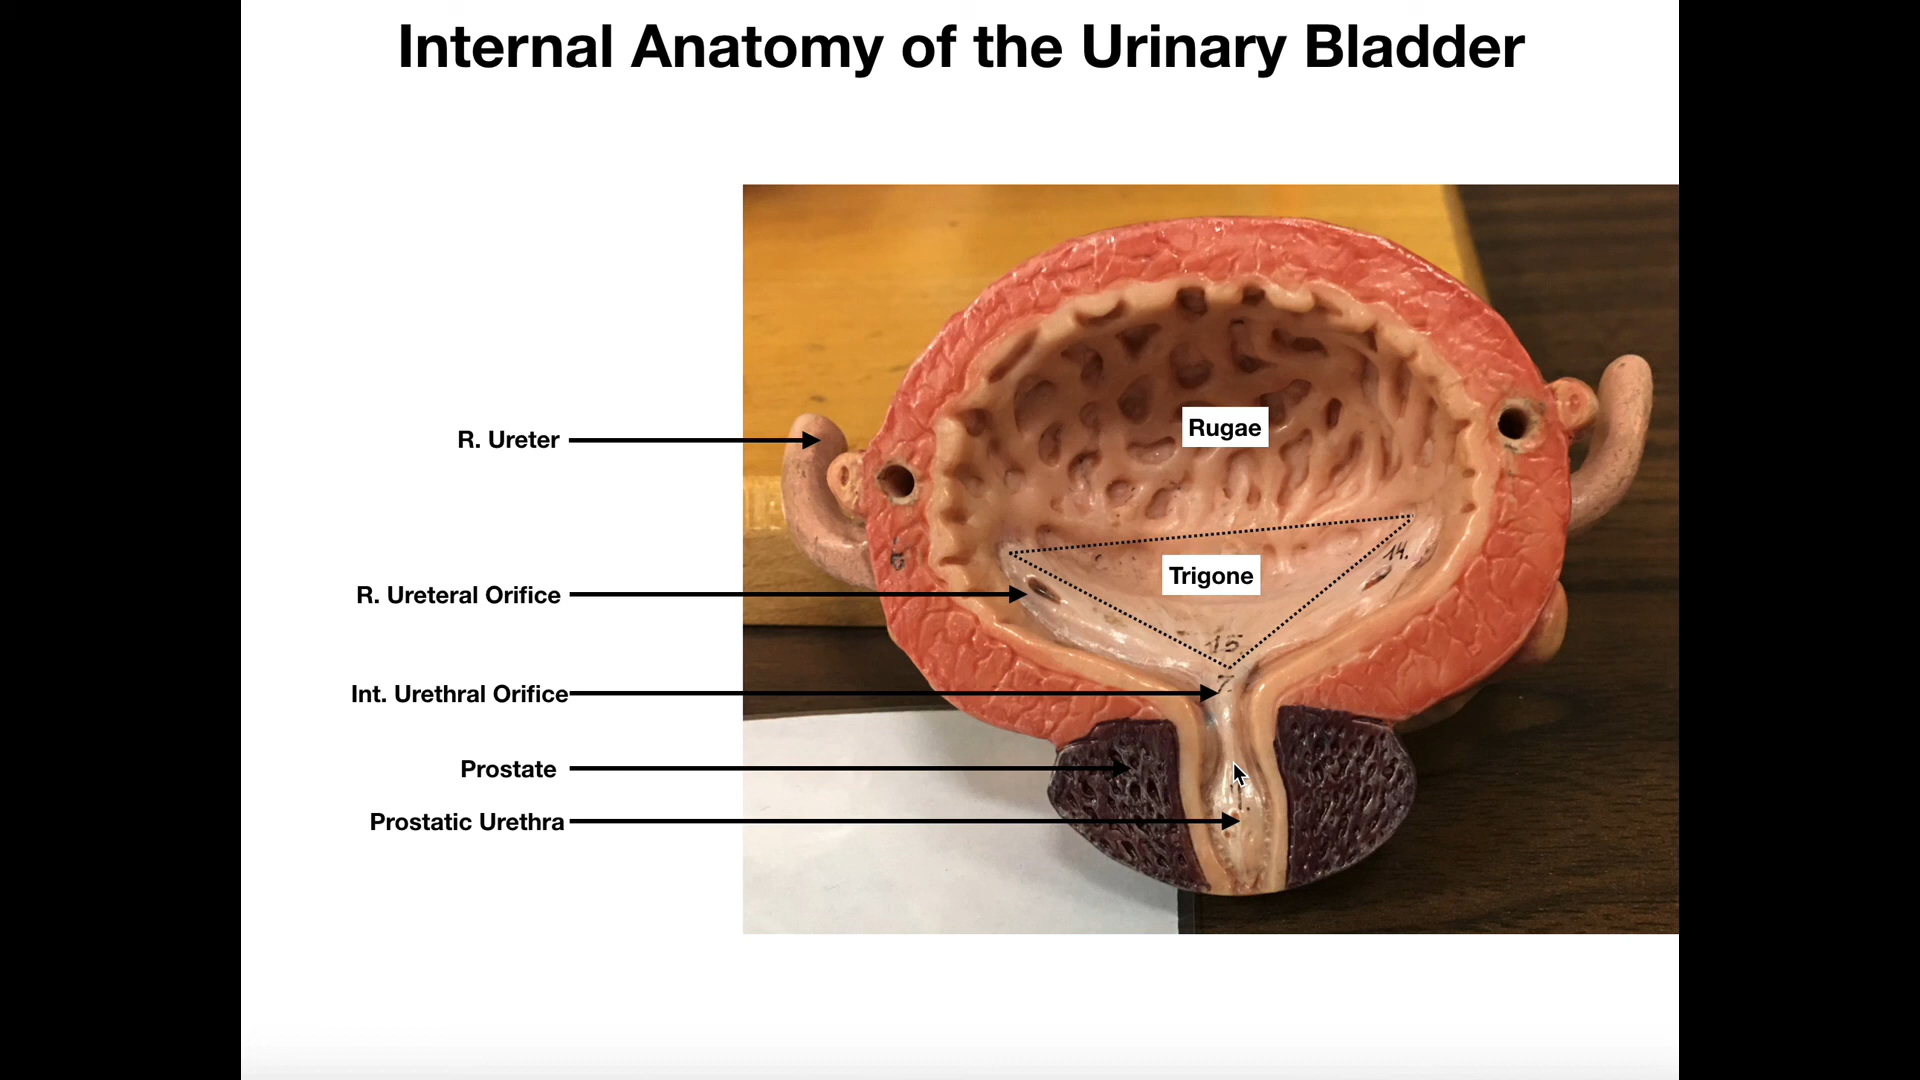 Internal Anatomy of the Urinary Bladder
Rugae
R. Ureter
14.
Trigone
R. Ureteral Orifice
15
Int. Urethral Orifice
7.
Prostate
Prostatic Urethra